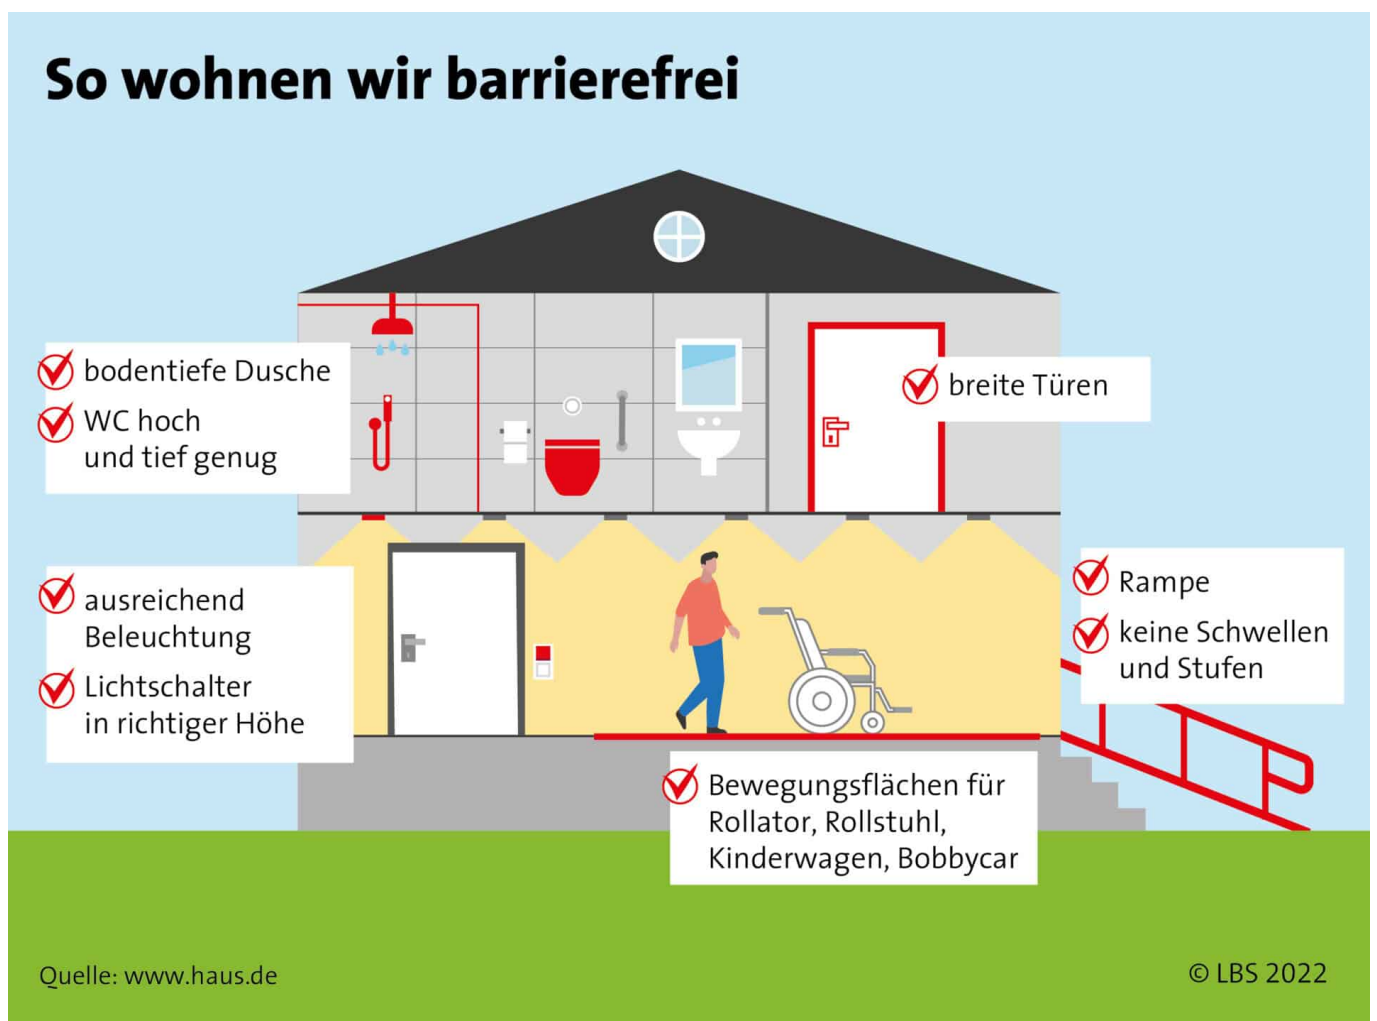 So wohnen wir barrierefrei
bodentiefe Dusche
WC hoch
und tief genug
breite Türen
ausreichend
Beleuchtung
Lichtschalter
in richtiger Höhe
Rampe
keine Schwellen
und Stufen
Bewegungsflächen für
Rollator, Rollstuhl,
Kinderwagen, Bobbycar
Quelle: www.haus.de
© LBS 2022